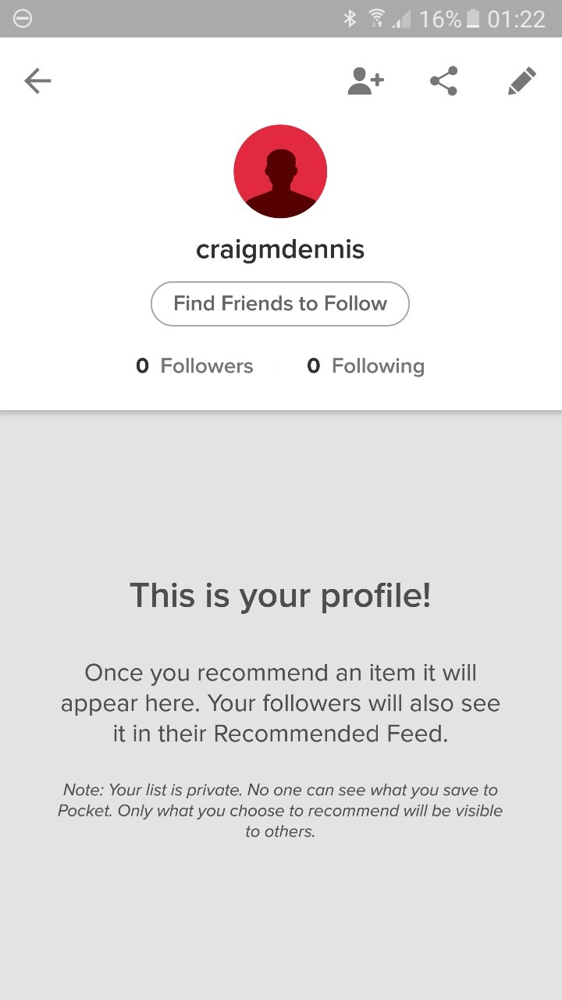 16% 01:22
craigmdennis
Find Friends to Follow
0 Followers 0 Following
This is your profile!
Once you recommend an item it will
appear here. Your followers will also see
it in their Recommended Feed.
Note: Your list is private. No one can see what you save to
Pocket. Only what you choose to recommend will be visible
to others.